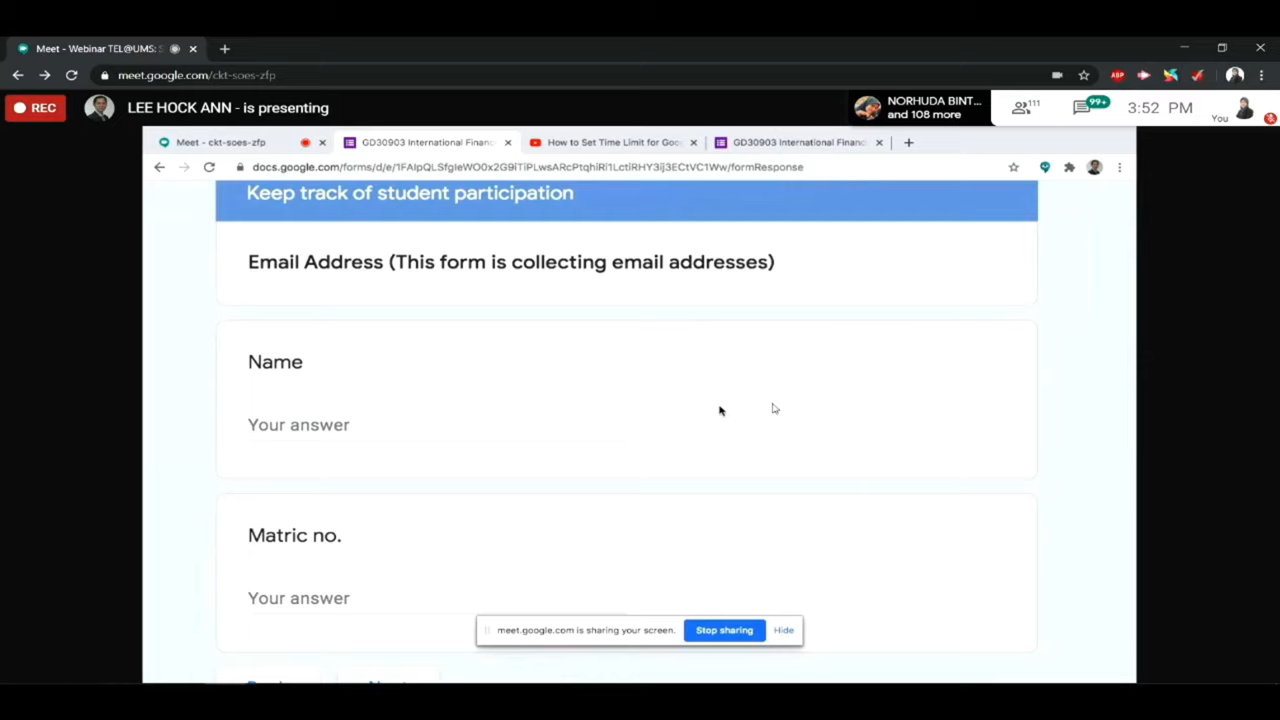 Meet - Webinar TEL@UMS: S
meet.google.com/ckt-soes-zfp
ABP
REC
LEE HOCK ANN - is presenting
NORHUDA BINT...
and 108 more
111
99+
3:52 PM
You
Meet - ckt-soes-zfp
GD30903 International Financ
How to Set Time Limit for Goog
GD30903 International Financ
docs.google.com/forms/d/e/1FAIpQLSfgIeWO0x2G9iTiPLwsARcPtqhiRi1LctiRHY3ij3ECtVC1Ww/formResponse
Keep track of student participation
Email Address (This form is collecting email addresses)
Name
Your answer
Matric no.
Your answer
meet.google.com is sharing your screen.
Stop sharing
Hide